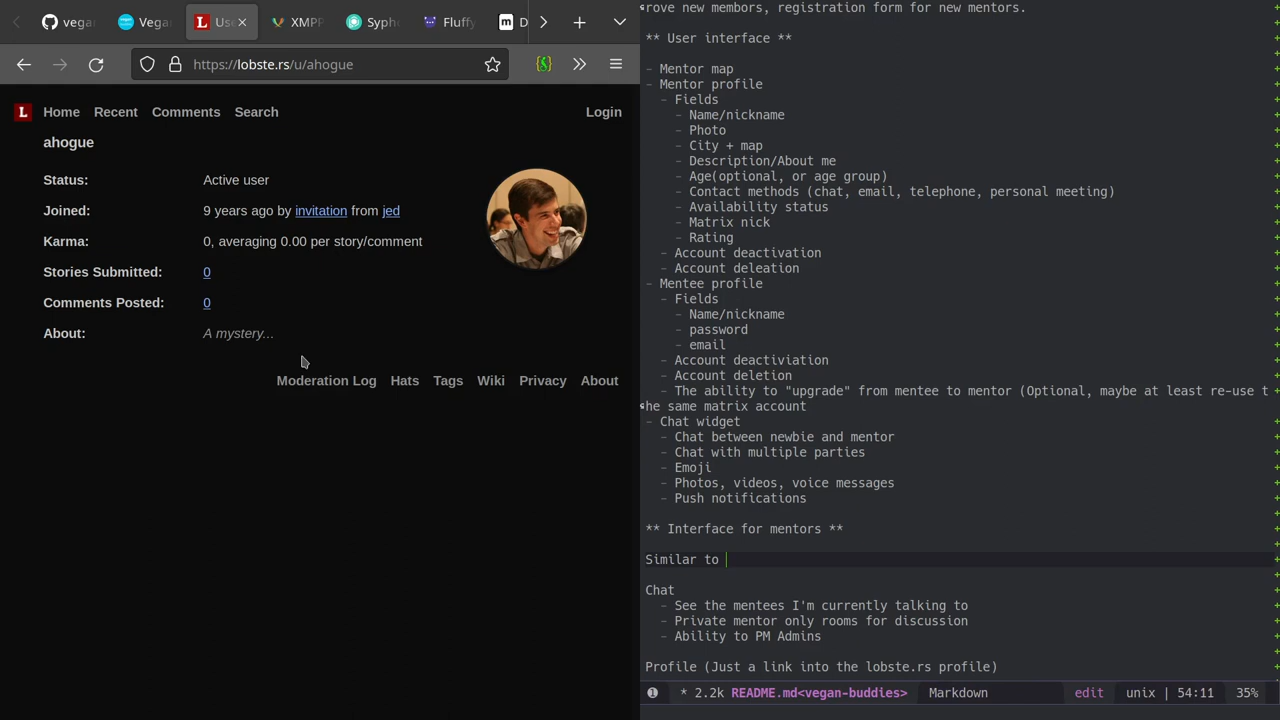 vegan
Vegan
L Use
XMPP
Sypho
Fluffy
m D
https://lobste.rs/u/ahogue
L Home Recent Comments Search Login
ahogue
Status: Active user
Joined: 9 years ago by invitation from jed
Karma: 0, averaging 0.00 per story/comment
Stories Submitted: 0
Comments Posted: 0
About: A mystery...
Moderation Log Hats Tags Wiki Privacy About
rove new membors, registration form for new mentors.
** User interface **
- Mentor map
- Mentor profile
- Fields
- Name/nickname
- Photo
- City + map
- Description/About me
- Age(optional, or age group)
- Contact methods (chat, email, telephone, personal meeting)
- Availability status
- Matrix nick
- Rating
- Account deactivation
- Account deleation
- Mentee profile
- Fields
- Name/nickname
- password
- email
- Account deactiviation
- Account deletion
- The ability to "upgrade" from mentee to mentor (Optional, maybe at least re-use t
he same matrix account
- Chat widget
- Chat between newbie and mentor
- Chat with multiple parties
- Emoji
- Photos, videos, voice messages
- Push notifications
** Interface for mentors **
Similar to
Chat
- See the mentees I'm currently talking to
- Private mentor only rooms for discussion
- Ability to PM Admins
Profile (Just a link into the lobste.rs profile)
1 * 2.2k README.md<vegan-buddies> Markdown edit unix | 54:11 35%